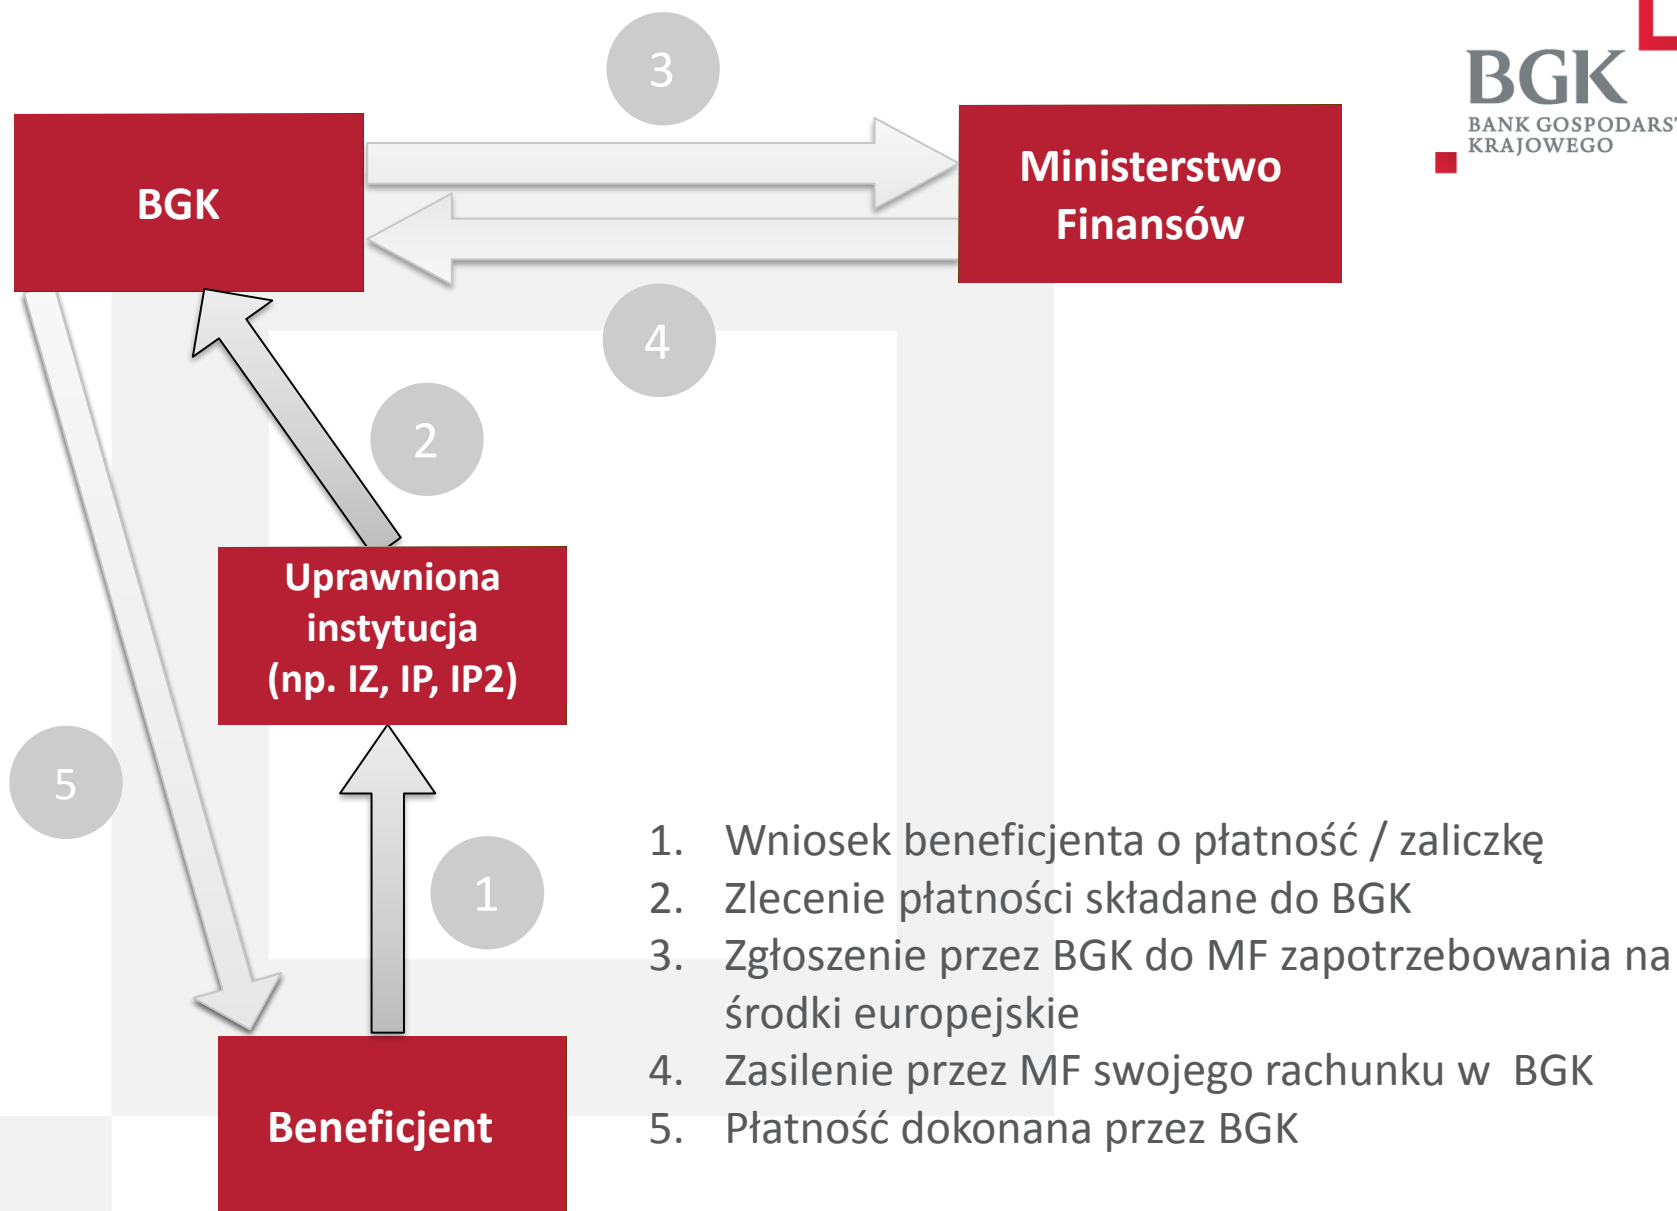 3
BGK
BANK GOSPODARST
KRAJOWEGO
BGK
Ministerstwo
Finansów
4
2
Uprawniona
instytucja
(np. IZ, IP, IP2)
5
1
Beneficjent
1. Wniosek beneficjenta o płatność / zaliczkę
2. Zlecenie płatności składane do BGK
3. Zgłoszenie przez BGK do MF zapotrzebowania na
środki europejskie
4. Zasilenie przez MF swojego rachunku w BGK
5. Płatność dokonana przez BGK